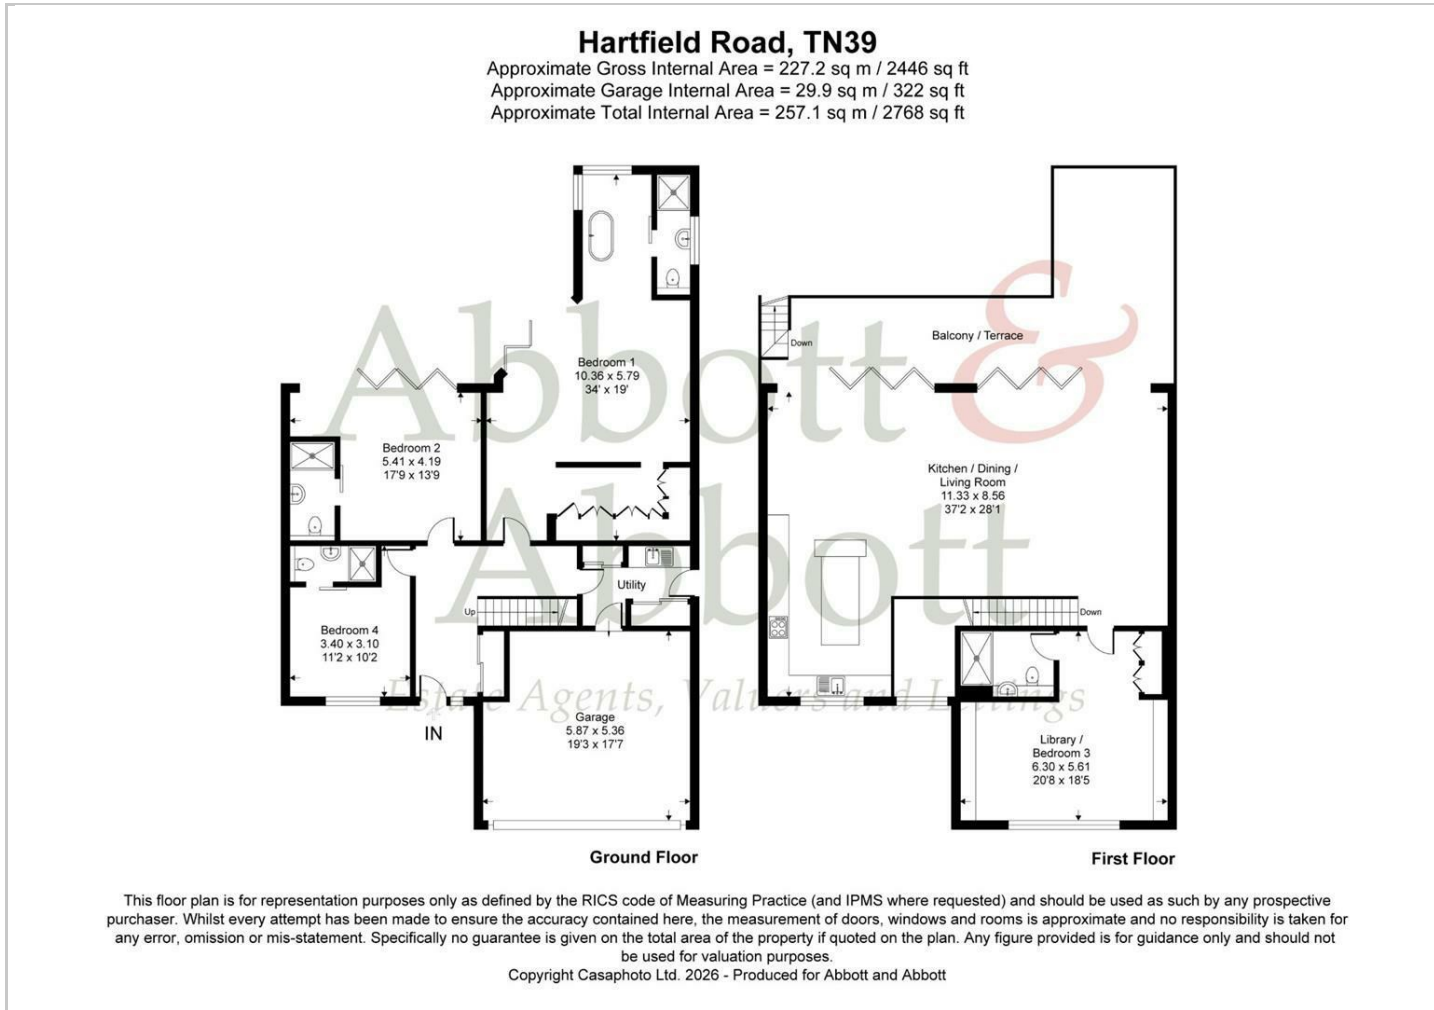 Hartfield Road, TN39
Approximate Gross Internal Area = 227.2 sq m / 2446 sq ft
Approximate Garage Internal Area = 29.9 sq m / 322 sq ft
Approximate Total Internal Area = 257.1 sq m / 2768 sq ft
Abbott &
Abbott
Estate Agents, Valuers and Lettings
Bedroom 1
10.36 x 5.79
34' x 19'
Bedroom 2
5.41 x 4.19
17'9 x 13'9
Utility
Up
Bedroom 4
3.40 x 3.10
11'2 x 10'2
IN
Garage
5.87 x 5.36
19'3 x 17'7
Ground Floor
Balcony / Terrace
Down
Kitchen / Dining /
Living Room
11.33 x 8.56
37'2 x 28'1
Down
Library /
Bedroom 3
6.30 x 5.61
20'8 x 18'5
First Floor
This floor plan is for representation purposes only as defined by the RICS code of Measuring Practice (and IPMS where requested) and should be used as such by any prospective
purchaser. Whilst every attempt has been made to ensure the accuracy contained here, the measurement of doors, windows and rooms is approximate and no responsibility is taken for
any error, omission or mis-statement. Specifically no guarantee is given on the total area of the property if quoted on the plan. Any figure provided is for guidance only and should not
be used for valuation purposes.
Copyright Casaphoto Ltd. 2026 - Produced for Abbott and Abbott